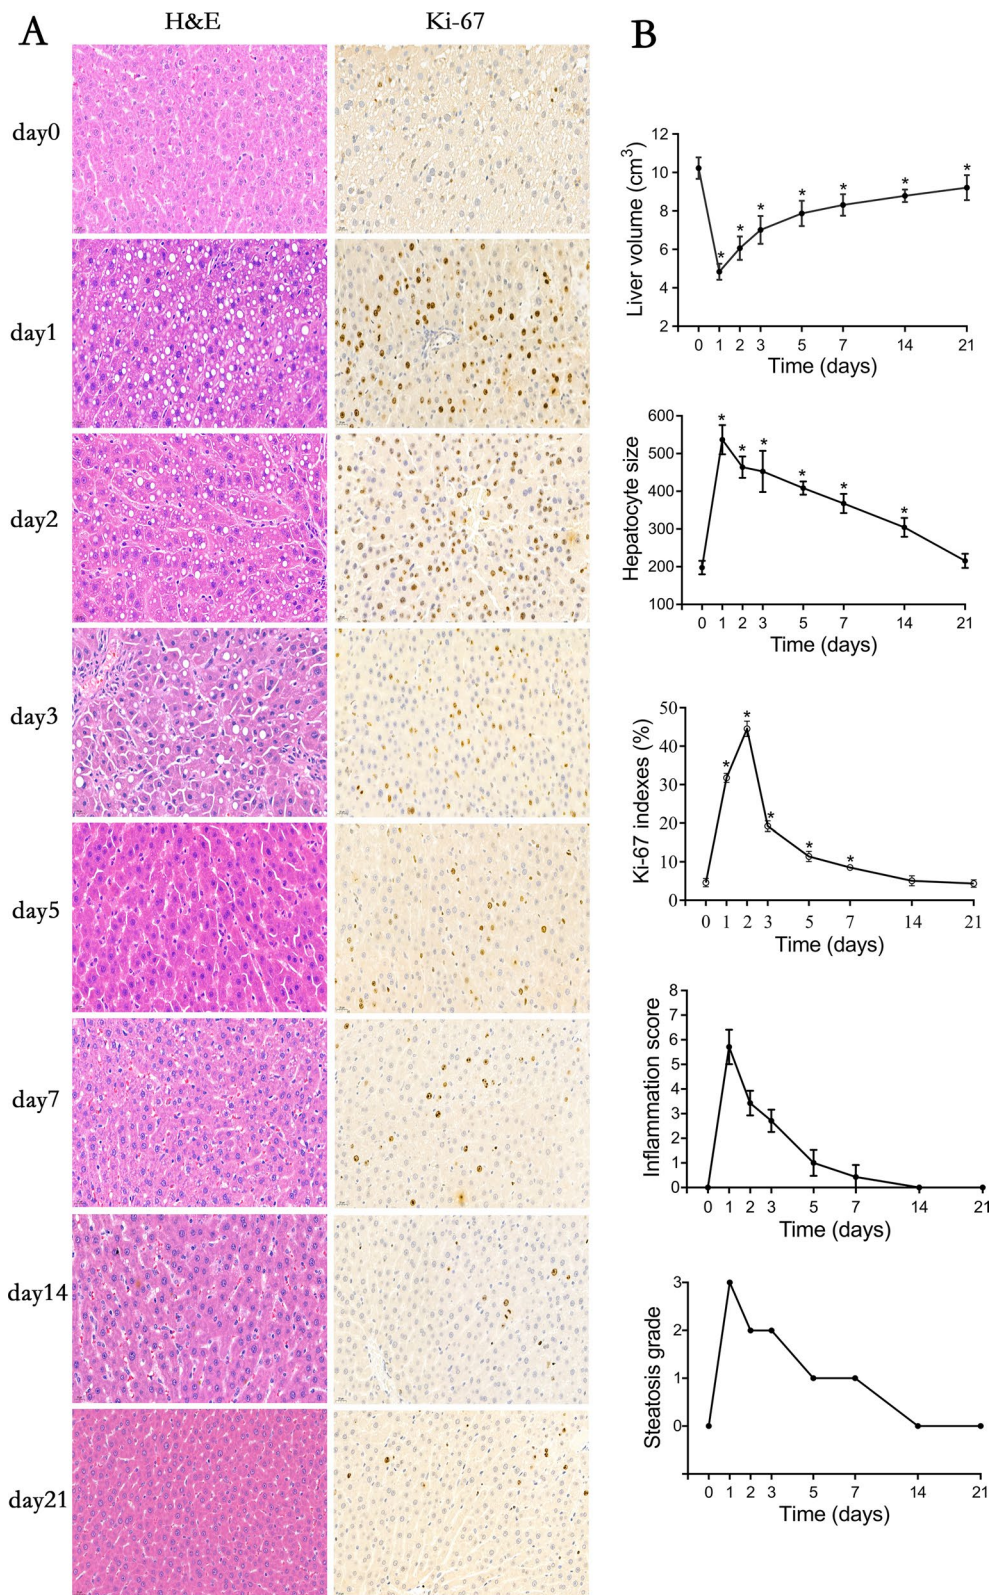 A
H&E
Ki-67
B
day0
day1
day2
day3
day5
day7
day14
day21
Liver volume (cm³)
12
10
8
6
4
2
* * * * * * *
0 1 2 3 5 7 14 21
Time (days)
Hepatocyte size
600
500
400
300
200
100
* * * * * *
0 1 2 3 5 7 14 21
Time (days)
Ki-67 indexes (%)
50
40
30
20
10
0
* * * * *
0 1 2 3 5 7 14 21
Time (days)
Inflammation score
8
7
6
5
4
3
2
1
0
0 1 2 3 5 7 14 21
Time (days)
Steatosis grade
3
2
1
0
0 1 2 3 5 7 14 21
Time (days)